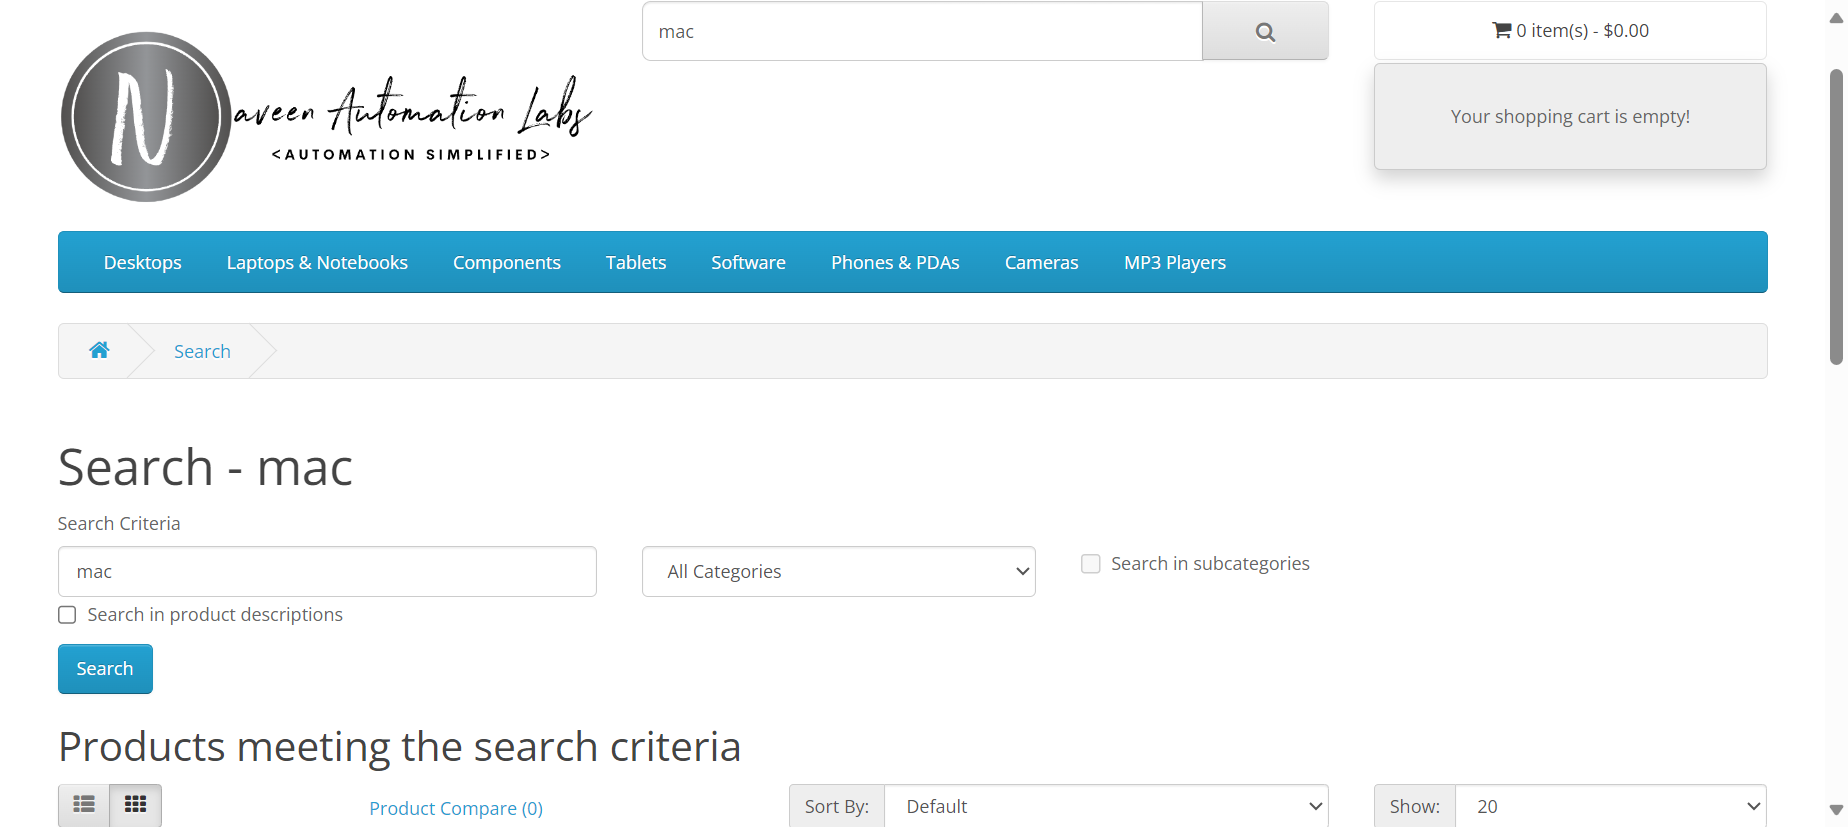 mac
0 item(s) - $0.00
Your shopping cart is empty!
N
aveen Automation Labs
<AUTOMATION SIMPLIFIED>
Desktops Laptops & Notebooks Components Tablets Software Phones & PDAs Cameras MP3 Players
Search
Search - mac
Search Criteria
mac All Categories Search in subcategories
Search in product descriptions
Search
Products meeting the search criteria
Product Compare (0) Sort By: Default Show: 20